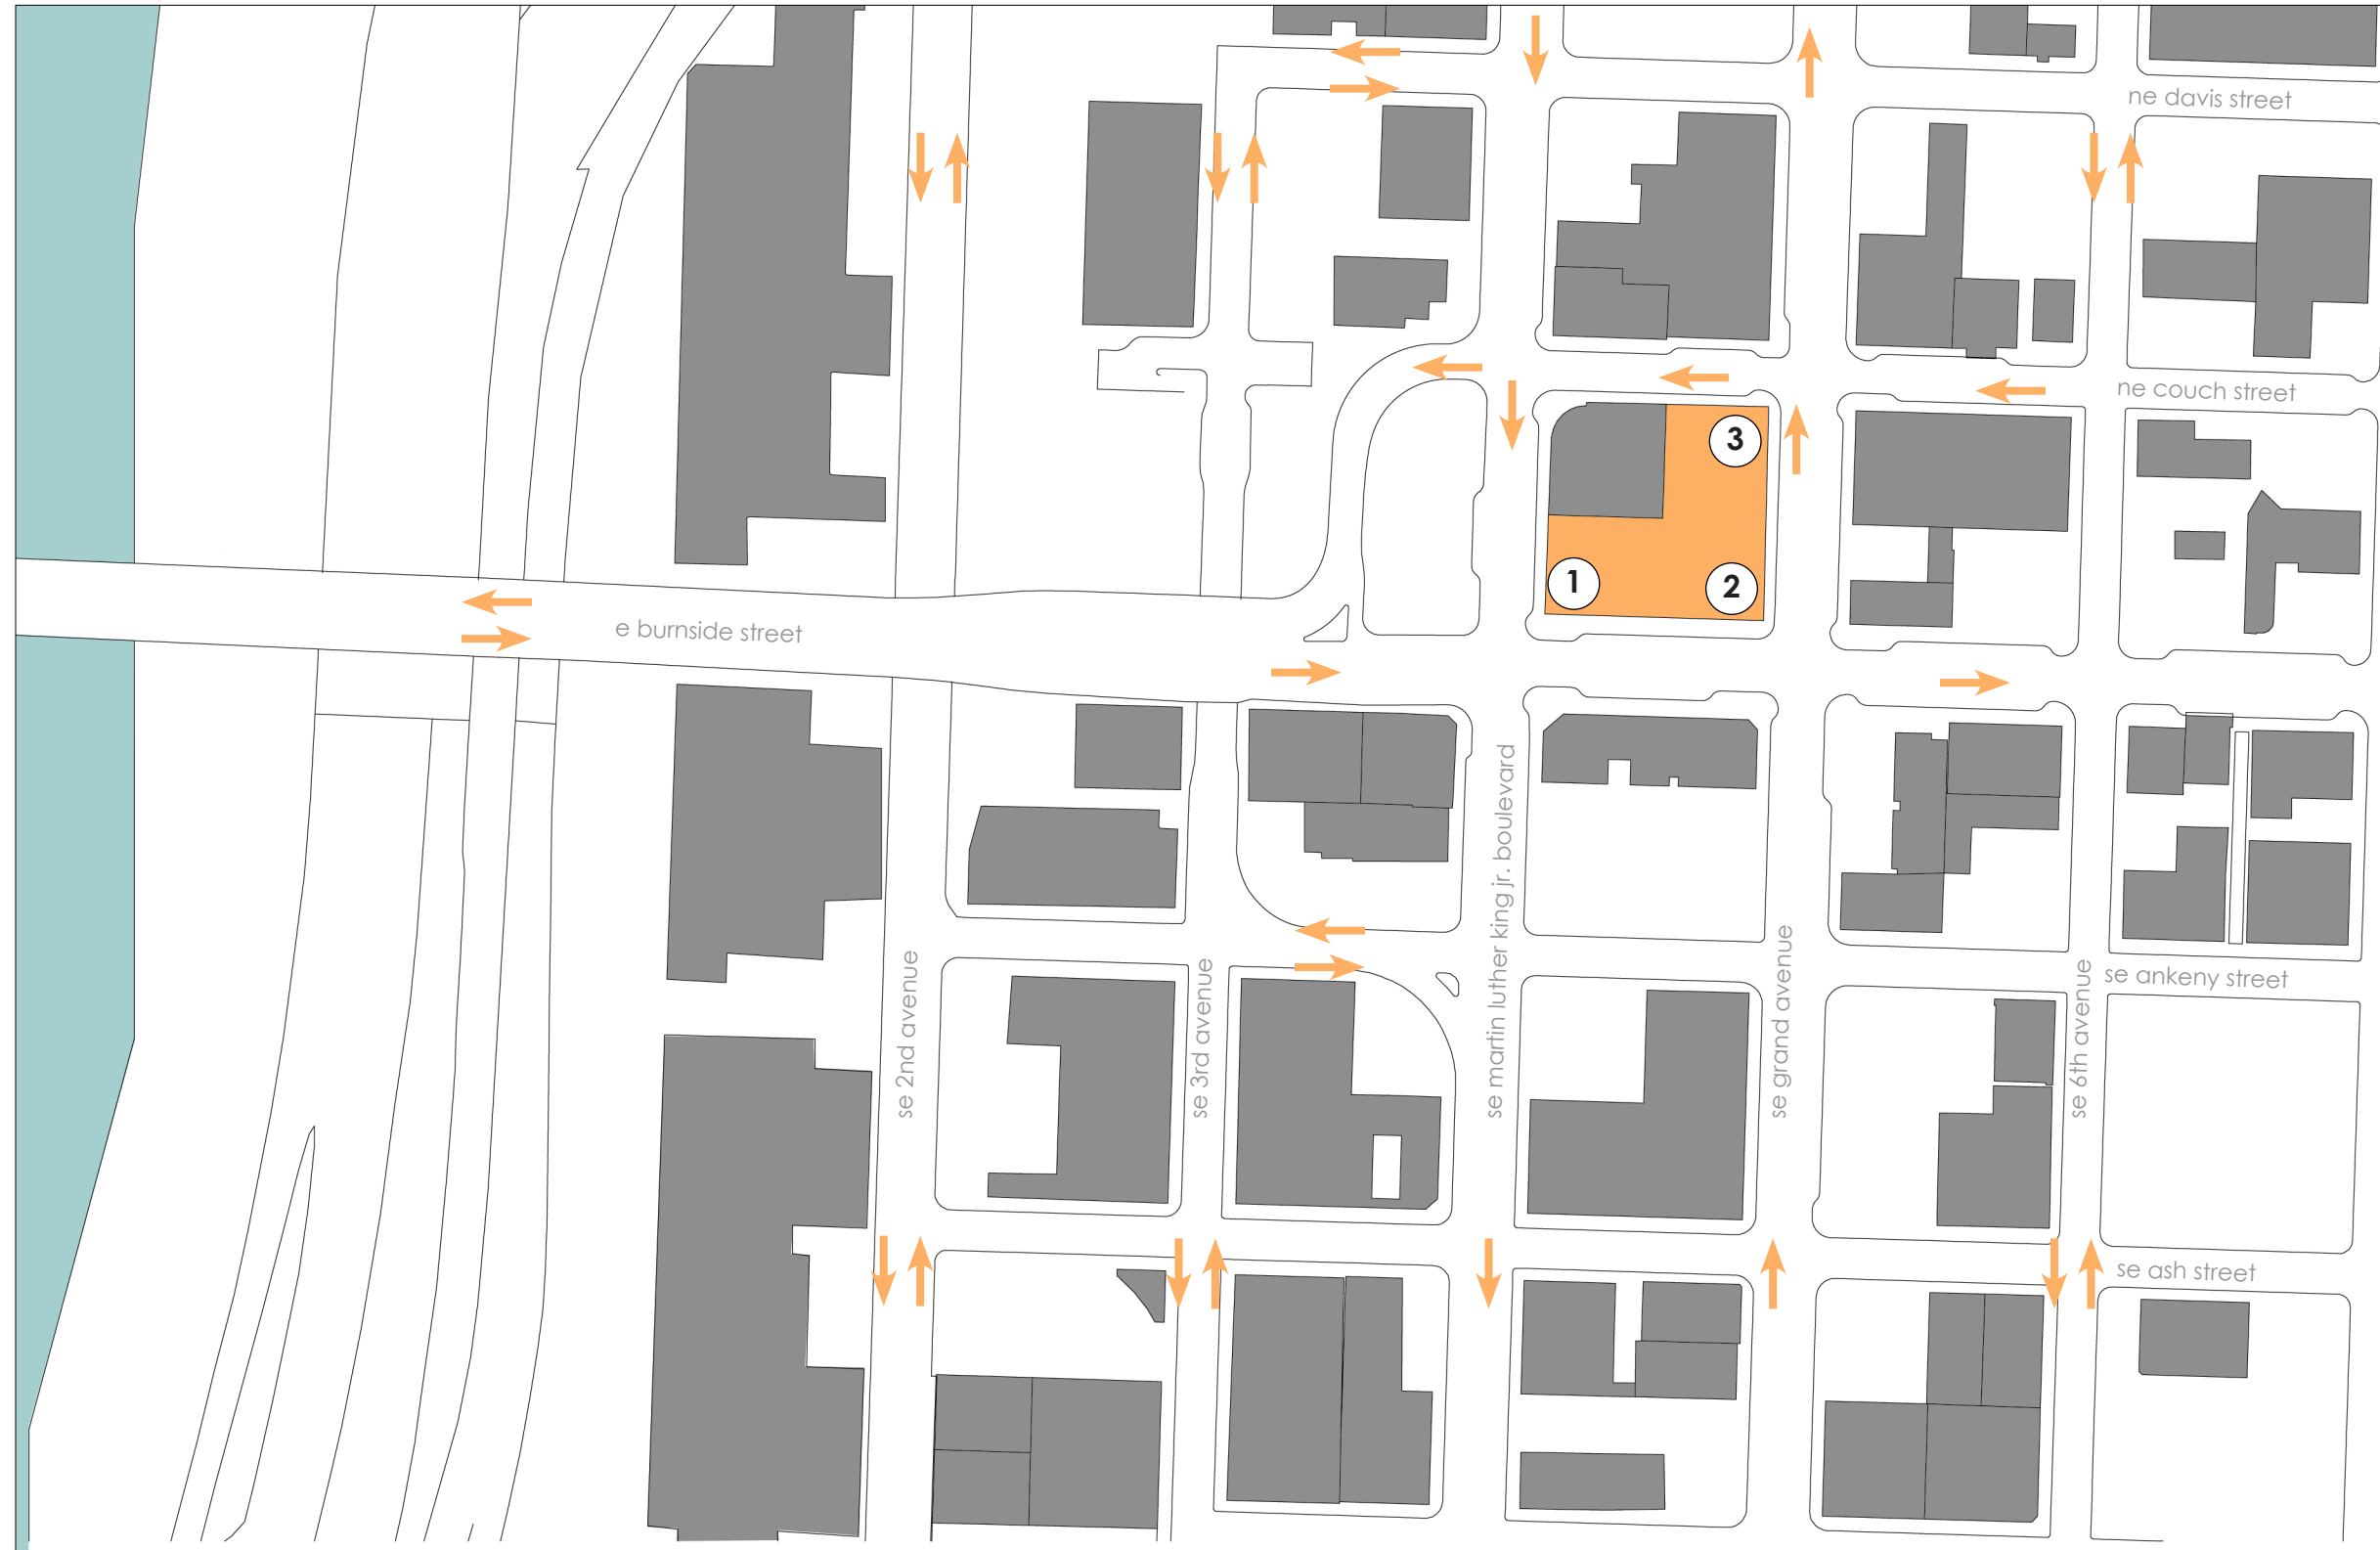 ne davis street
ne couch street
3
1
2
e burnside street
se martin luther king jr. boulevard
se grand avenue
se 2nd avenue
se 3rd avenue
se 6th avenue
se ankeny street
se ash street